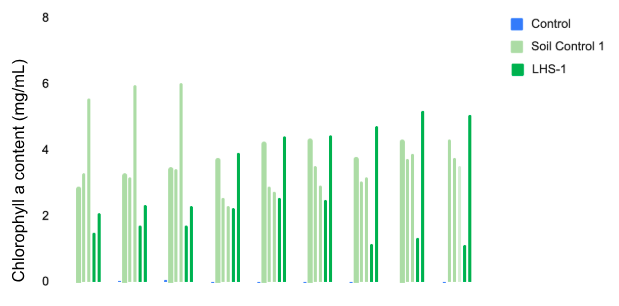 8
6
4
2
0
Chlorophyll a content (mg/mL)
Control
Soil Control 1
LHS-1